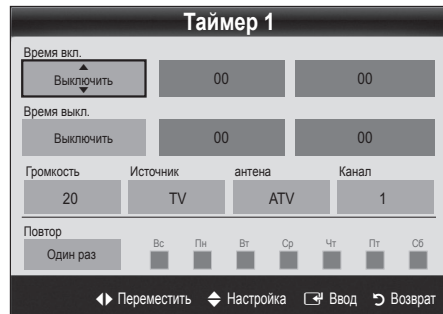 Таймер 1
Время вкл.
Выключить 00 00
Время выкл.
Выключить 00 00
Громкость Источник антена Канал
20 TV ATV 1
Повтор
Вс Пн Вт Ср Чт Пт Сб
Один раз
Переместить Настройка Ввод Возврат